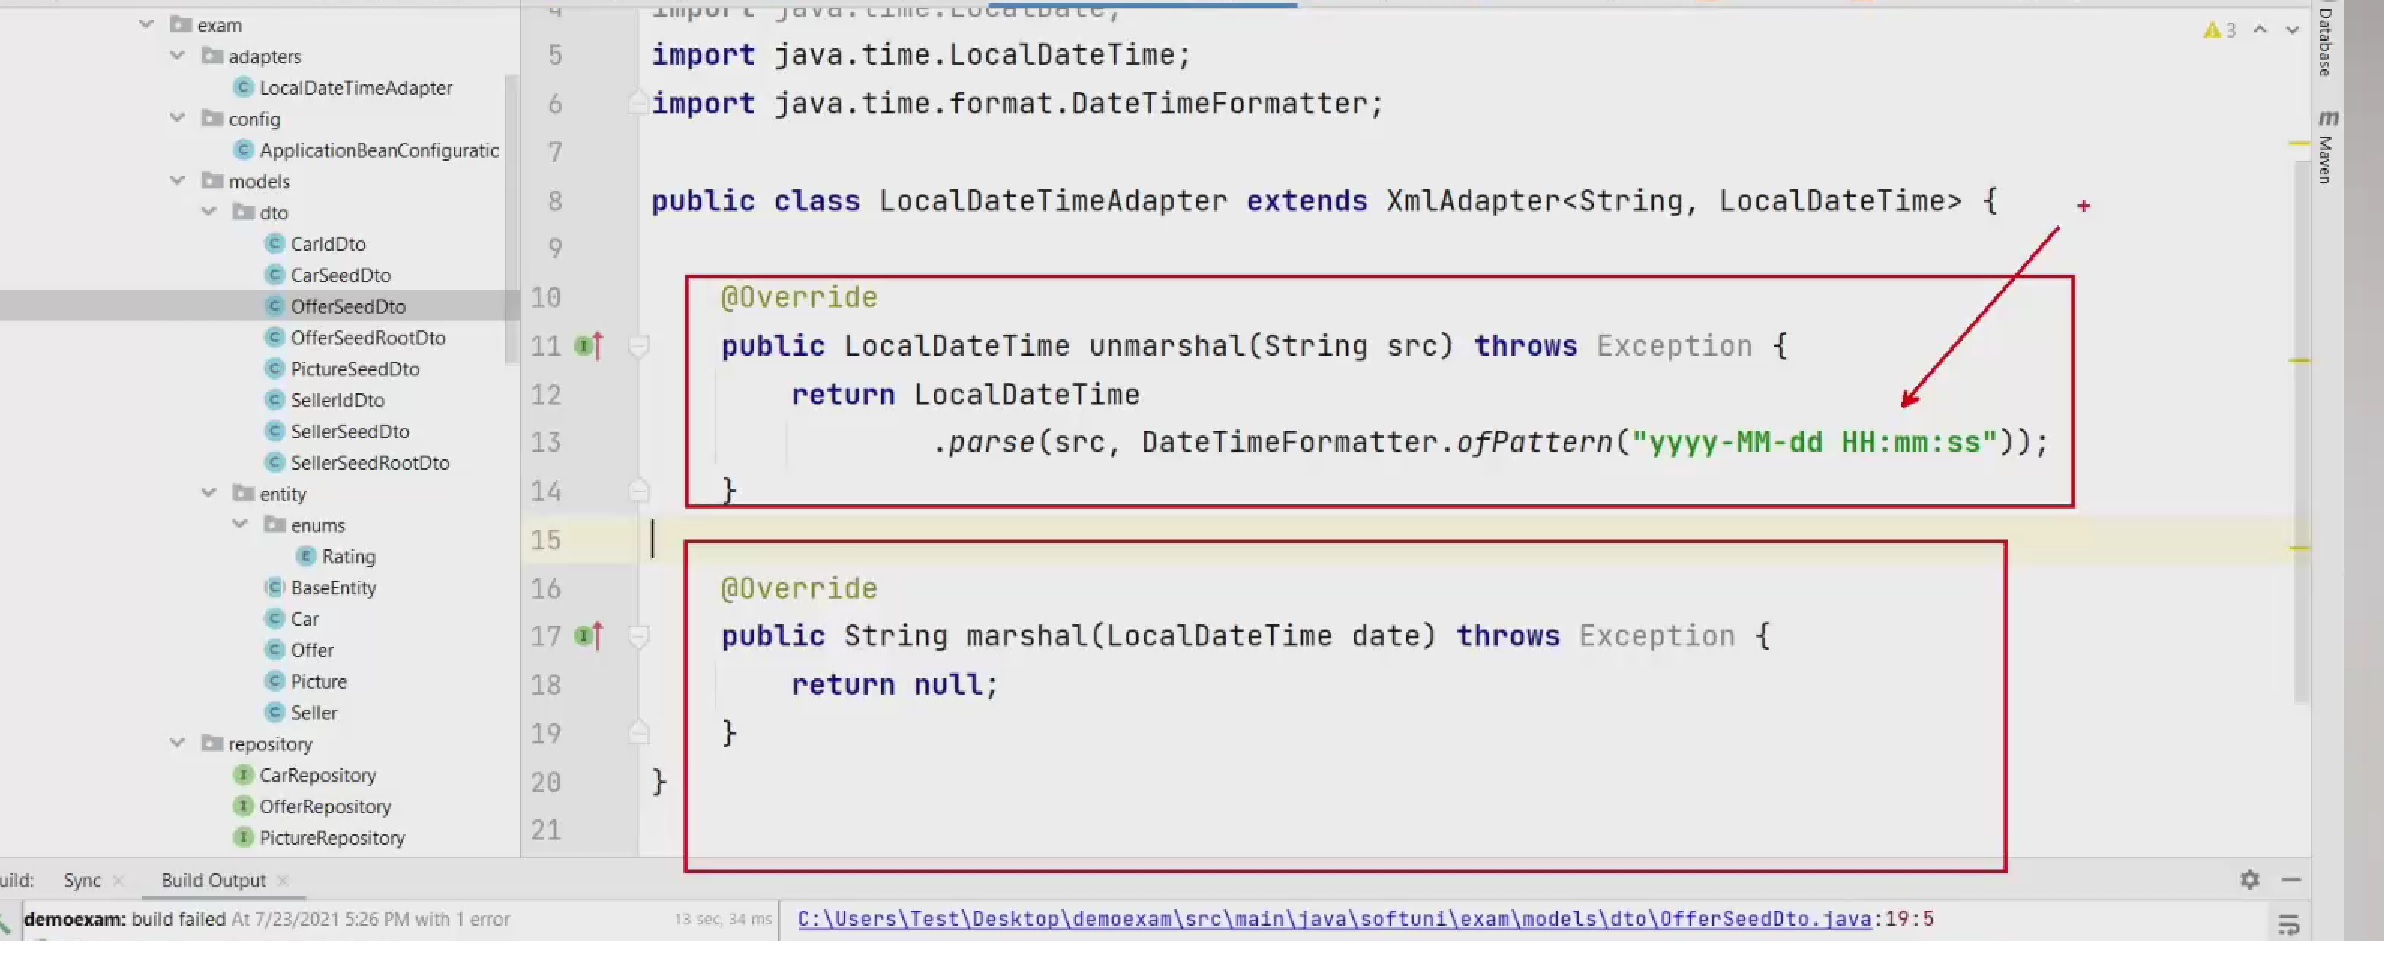 exam
adapters
LocalDateTimeAdapter
config
ApplicationBeanConfiguratic
models
dto
CarIdDto
CarSeedDto
OfferSeedDto
OfferSeedRootDto
PictureSeedDto
SellerIdDto
SellerSeedDto
SellerSeedRootDto
entity
enums
Rating
BaseEntity
Car
Offer
Picture
Seller
repository
CarRepository
OfferRepository
PictureRepository
4 import java.time.LocalDate;
5 import java.time.LocalDateTime;
6 import java.time.format.DateTimeFormatter;
7
8 public class LocalDateTimeAdapter extends XmlAdapter<String, LocalDateTime> {
9
10 @Override
11 public LocalDateTime unmarshal(String src) throws Exception {
12 return LocalDateTime
13 .parse(src, DateTimeFormatter.ofPattern("yyyy-MM-dd HH:mm:ss"));
14 }
15
16 @Override
17 public String marshal(LocalDateTime date) throws Exception {
18 return null;
19 }
20 }
21
3
Database
m Maven
uild: Sync Build Output
demoexam: build failed At 7/23/2021 5:26 PM with 1 error 13 sec, 34 ms
C:\Users\Test\Desktop\demoexam\src\main\java\softuni\exam\models\dto\OfferSeedDto.java:19:5